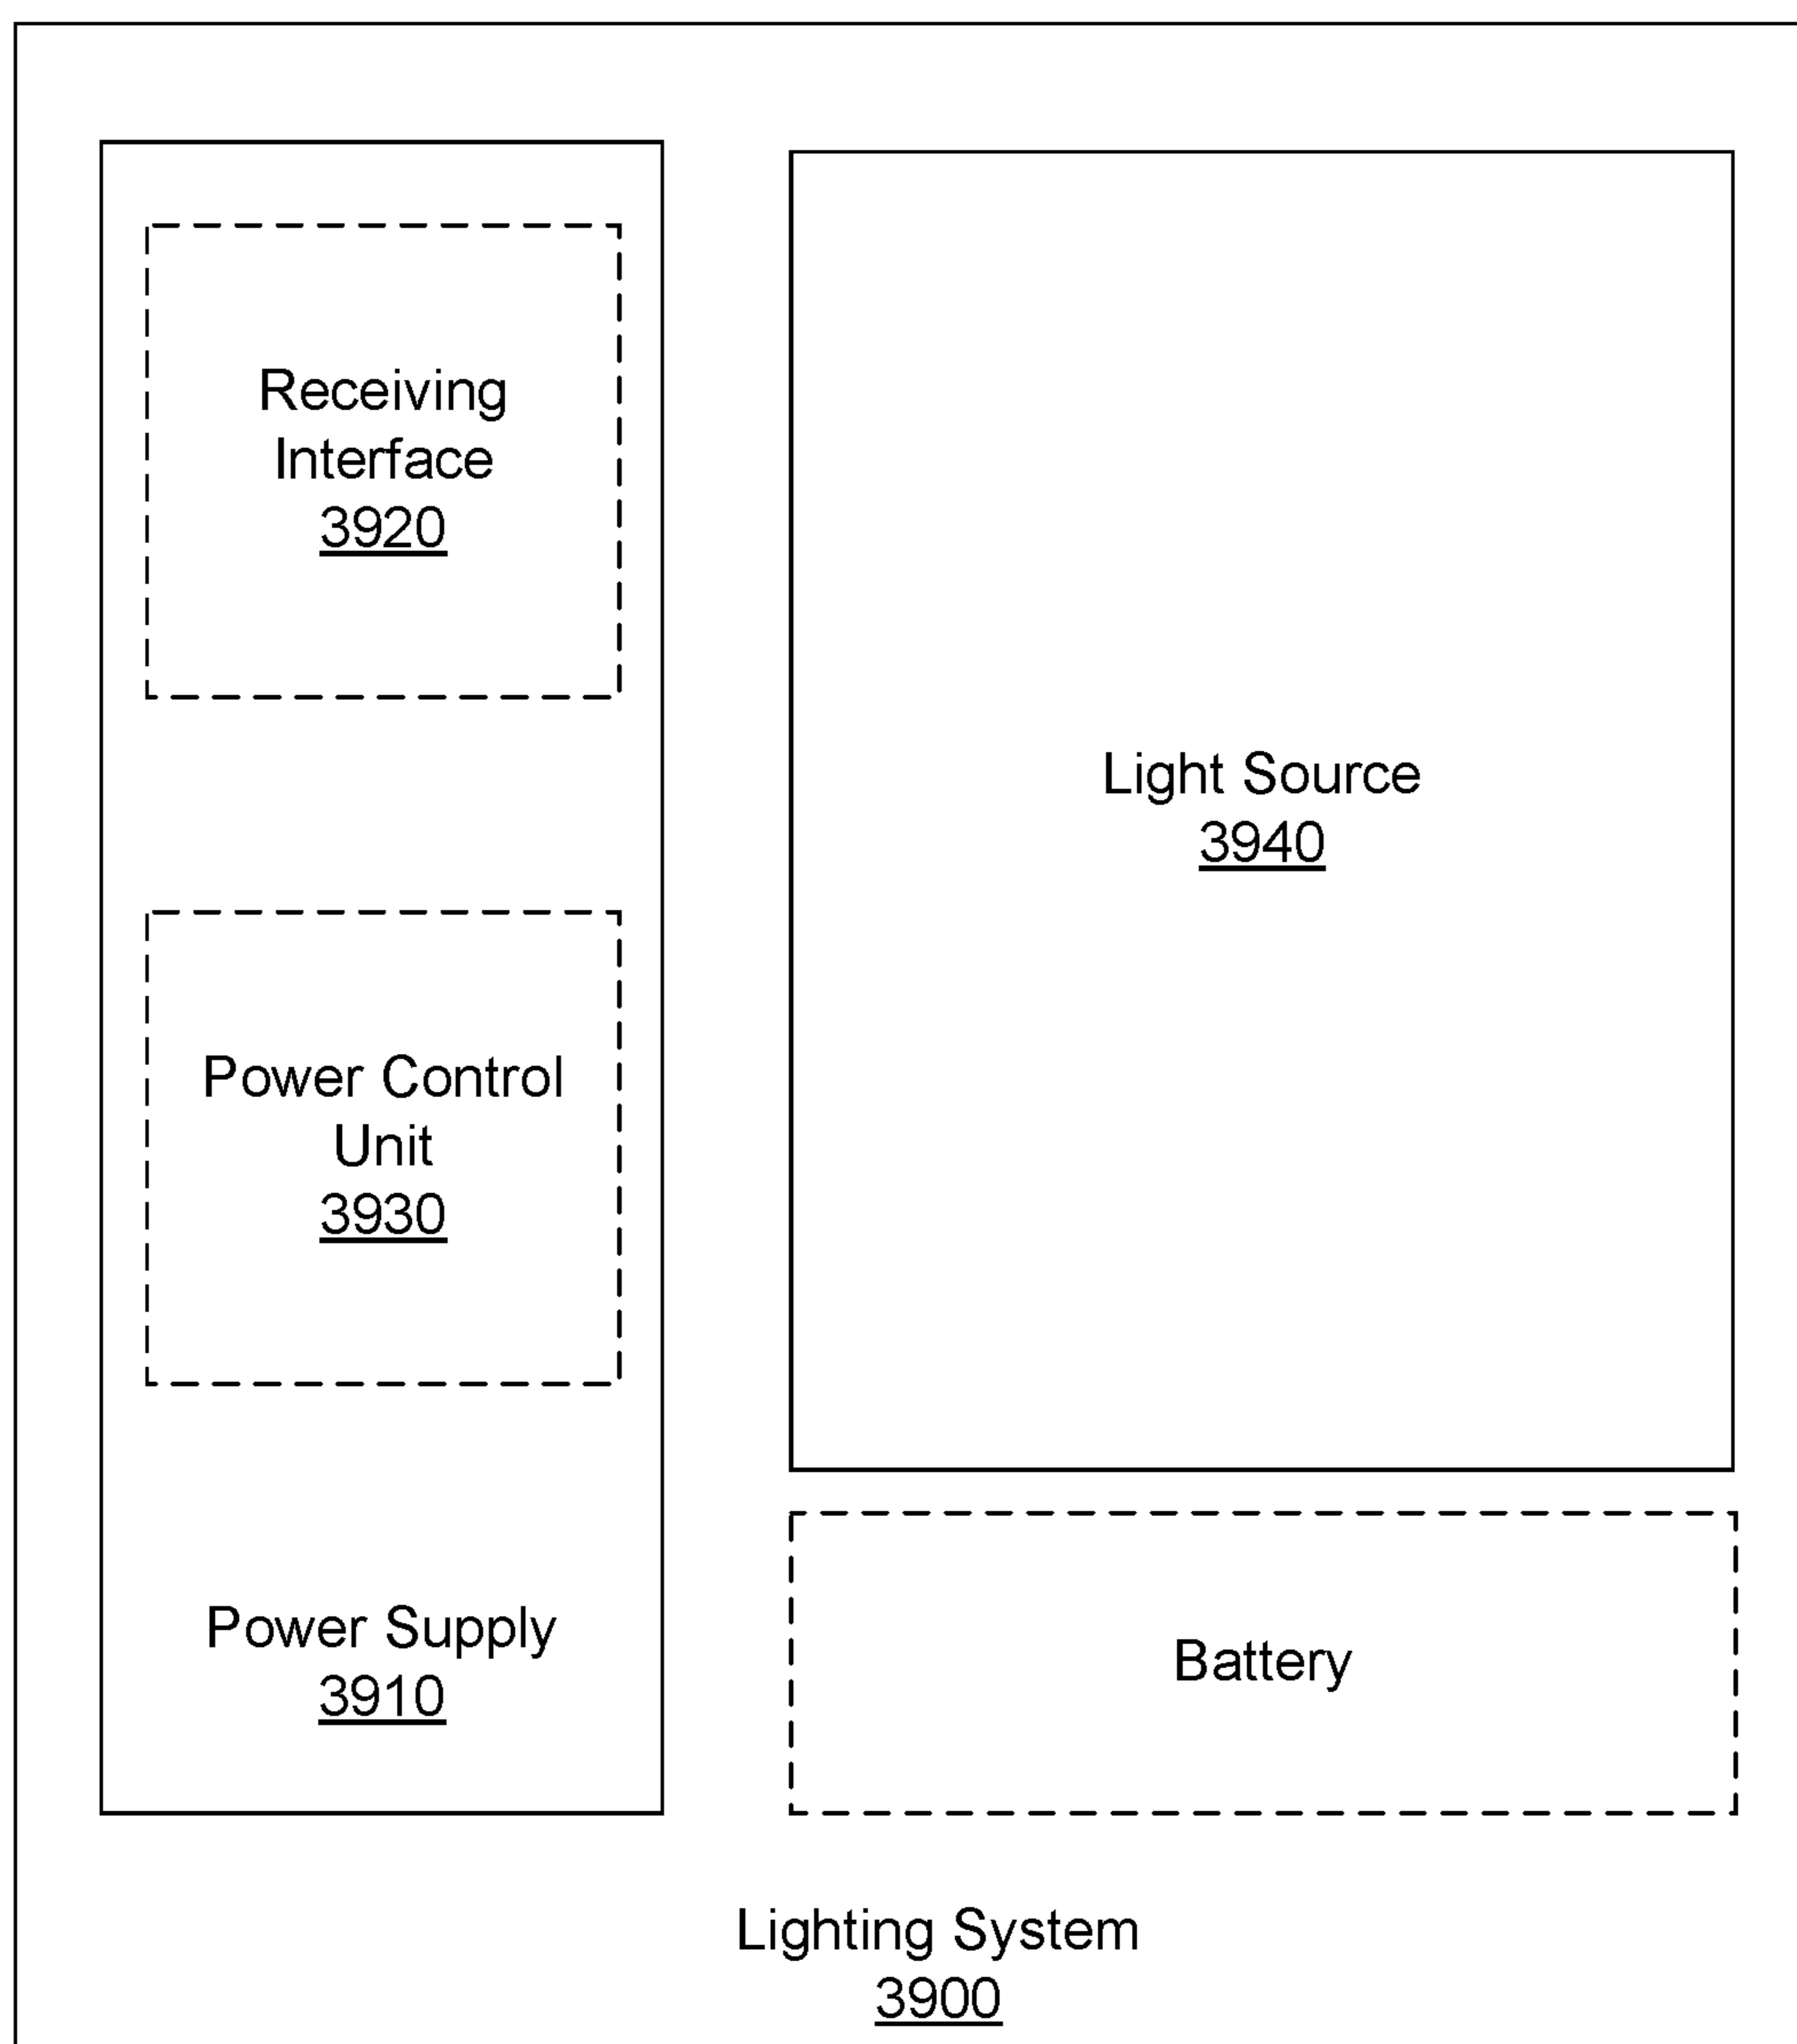 Receiving
Interface
3920
Power Control
Unit
3930
Power Supply
3910
Light Source
3940
Battery
Lighting System
3900